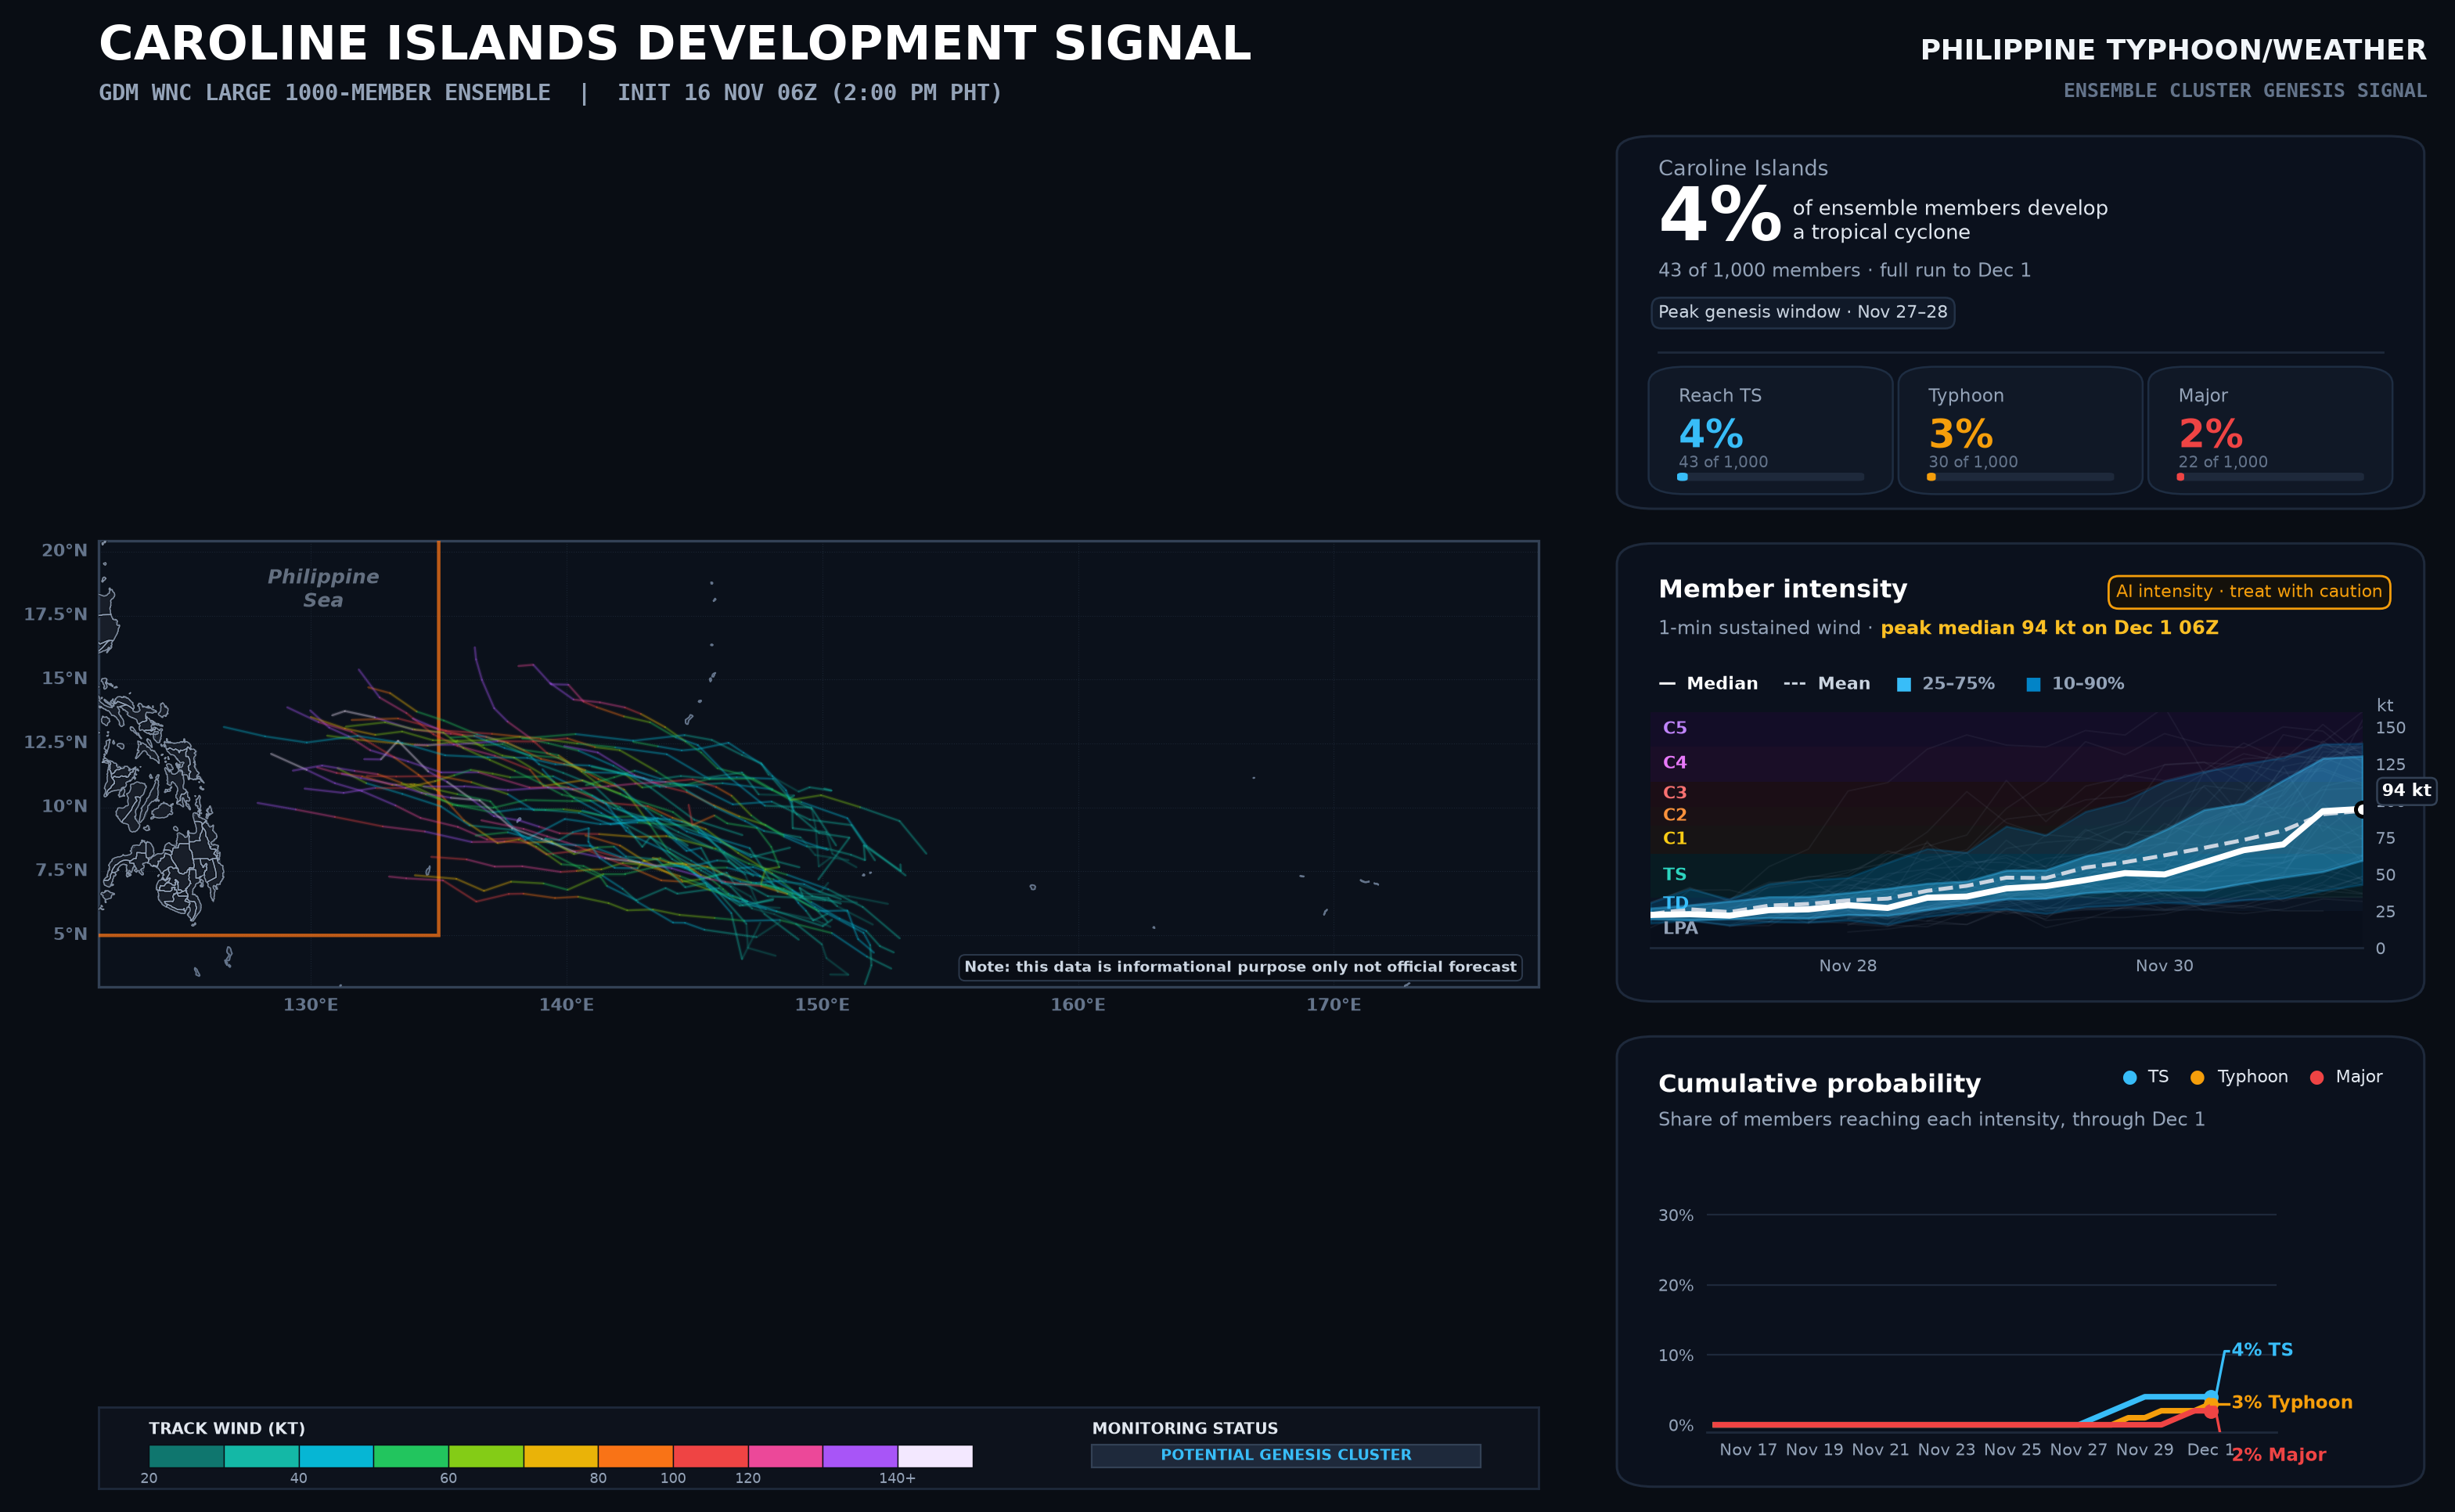 CAROLINE ISLANDS DEVELOPMENT SIGNAL
GDM WNC LARGE 1000-MEMBER ENSEMBLE | INIT 16 NOV 06Z (2:00 PM PHT)
PHILIPPINE TYPHOON/WEATHER
ENSEMBLE CLUSTER GENESIS SIGNAL
Caroline Islands
4% of ensemble members develop
a tropical cyclone
43 of 1,000 members · full run to Dec 1
Peak genesis window · Nov 27–28
Reach TS
4%
43 of 1,000
Typhoon
3%
30 of 1,000
Major
2%
22 of 1,000
20°N
17.5°N
15°N
12.5°N
10°N
7.5°N
5°N
Philippine
Sea
Note: this data is informational purpose only not official forecast
130°E 140°E 150°E 160°E 170°E
Member intensity
AI intensity · treat with caution
1-min sustained wind · peak median 94 kt on Dec 1 06Z
Median Mean 25–75% 10–90%
kt
C5
C4
C3
C2
C1
TS
TD
LPA
150
125
94 kt
75
50
25
0
Nov 28 Nov 30
Cumulative probability
TS Typhoon Major
Share of members reaching each intensity, through Dec 1
30%
20%
10%
0%
4% TS
3% Typhoon
2% Major
Nov 17 Nov 19 Nov 21 Nov 23 Nov 25 Nov 27 Nov 29 Dec 1
TRACK WIND (KT)
20 40 60 80 100 120 140+
MONITORING STATUS
POTENTIAL GENESIS CLUSTER